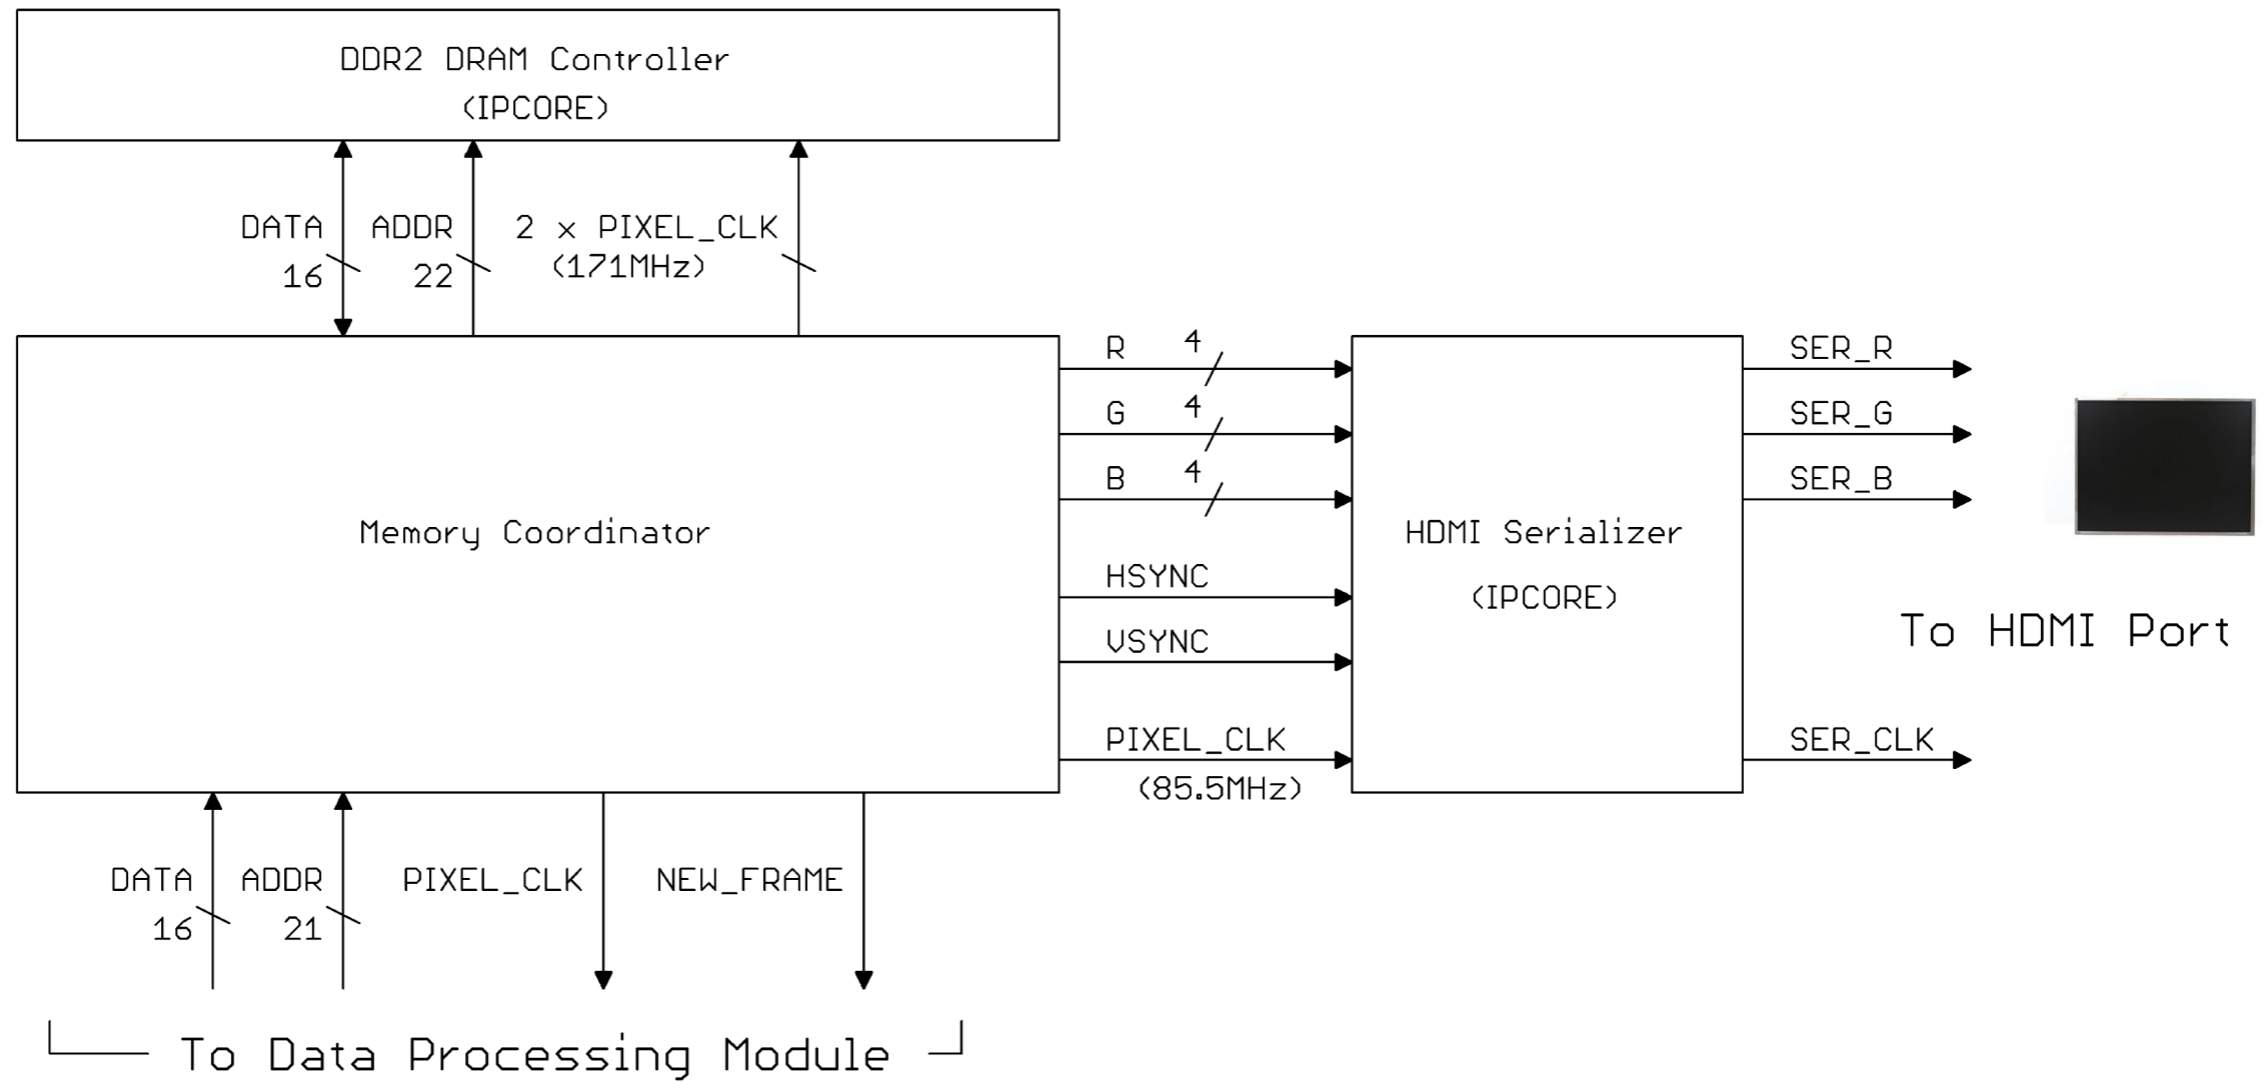 DDR2 DRAM Controller
(IPCORE)
DATA
16
ADDR
22
2 x PIXEL_CLK
(171MHz)
R 4
G 4
B 4
HSYNC
VSYNC
PIXEL_CLK
(85.5MHz)
Memory Coordinator
HDMI Serializer
(IPCORE)
SER_R
SER_G
SER_B
SER_CLK
To HDMI Port
DATA
16
ADDR
21
PIXEL_CLK
NEW_FRAME
To Data Processing Module